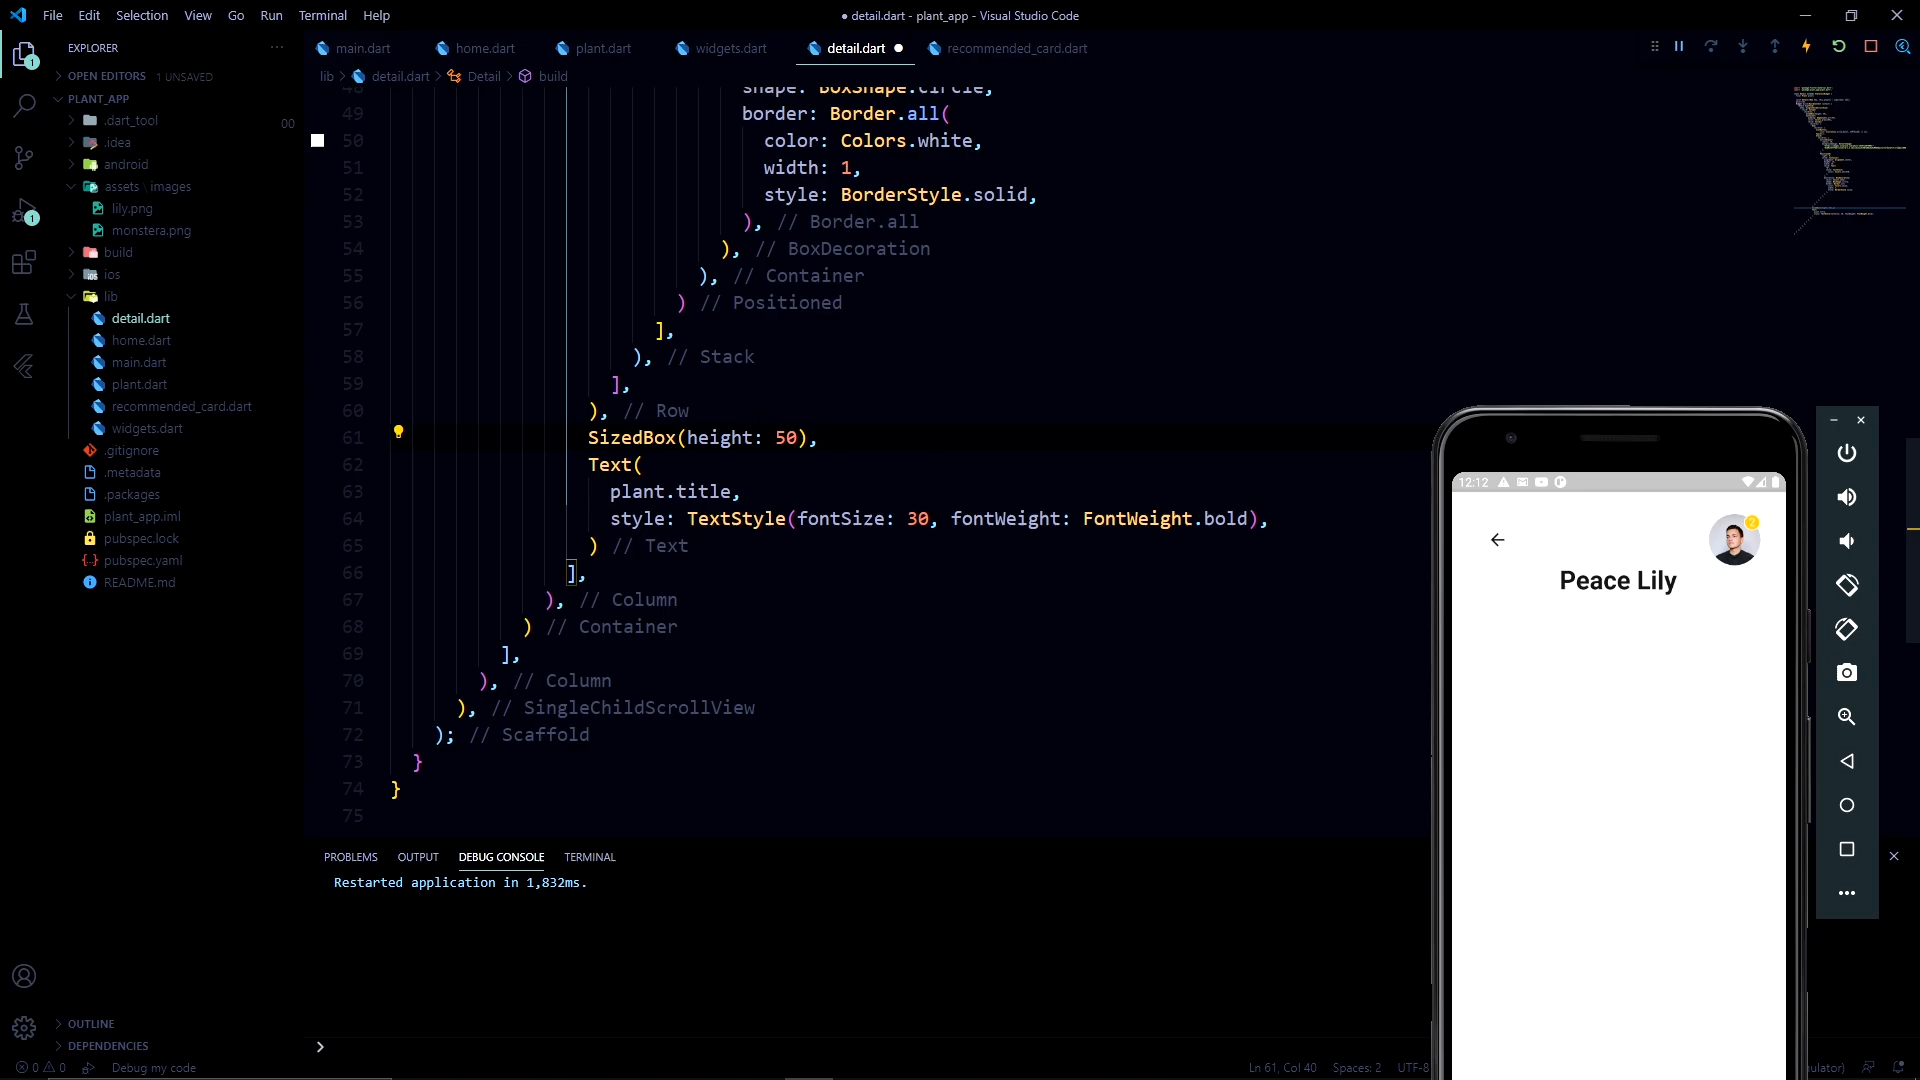 File Edit Selection View Go Run Terminal Help
● detail.dart - plant_app - Visual Studio Code
EXPLORER
main.dart home.dart plant.dart widgets.dart detail.dart recommended_card.dart
OPEN EDITORS 1 UNSAVED
lib > detail.dart > Detail > build
PLANT_APP
.dart_tool
.idea
android
assets \ images
lily.png
monstera.png
build
ios
lib
detail.dart
home.dart
main.dart
plant.dart
recommended_card.dart
widgets.dart
.gitignore
.metadata
.packages
plant_app.iml
pubspec.lock
pubspec.yaml
README.md
OUTLINE
DEPENDENCIES
48 shape: BoxShape.circle,
49 border: Border.all(
50 color: Colors.white,
51 width: 1,
52 style: BorderStyle.solid,
53 ), // Border.all
54 ), // BoxDecoration
55 ), // Container
56 ) // Positioned
57 ],
58 ), // Stack
59 ],
60 ), // Row
61 SizedBox(height: 50),
62 Text(
63 plant.title,
64 style: TextStyle(fontSize: 30, fontWeight: FontWeight.bold),
65 ) // Text
66 ],
67 ), // Column
68 ) // Container
69 ],
70 ), // Column
71 ), // SingleChildScrollView
72 ); // Scaffold
73 }
74 }
75
PROBLEMS OUTPUT DEBUG CONSOLE TERMINAL
Restarted application in 1,832ms.
12:12
2
Peace Lily
0 0 Debug my code
Ln 61, Col 40 Spaces: 2 UTF-8